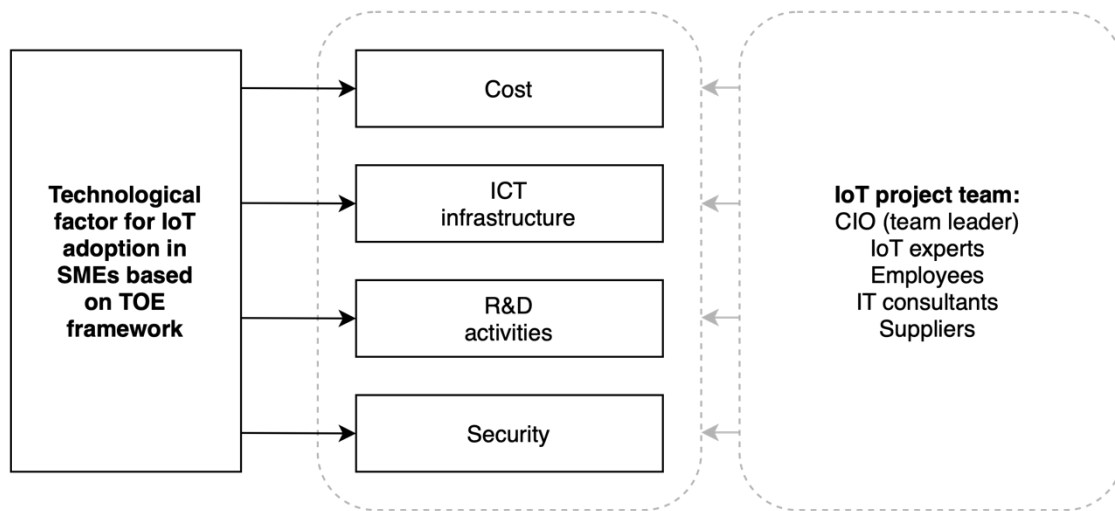 Technological
factor for IoT
adoption in
SMEs based
on TOE
framework
Cost
ICT
infrastructure
R&D
activities
Security
IoT project team:
CIO (team leader)
IoT experts
Employees
IT consultants
Suppliers